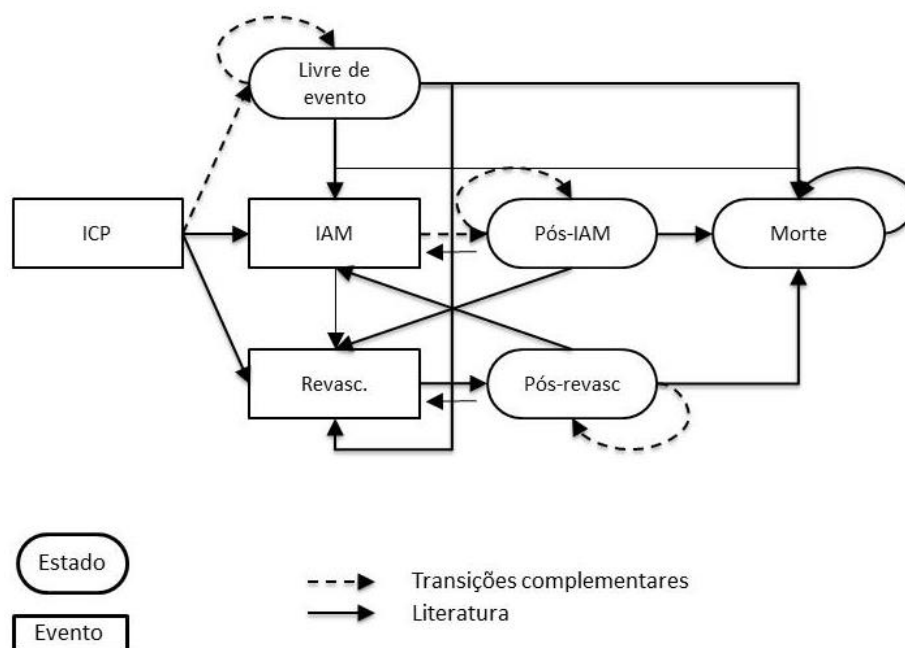 Livre de
evento
ICP
IAM
Pós-IAM
Morte
Revasc.
Pós-revasc
Estado
Transições complementares
Literatura
Evento